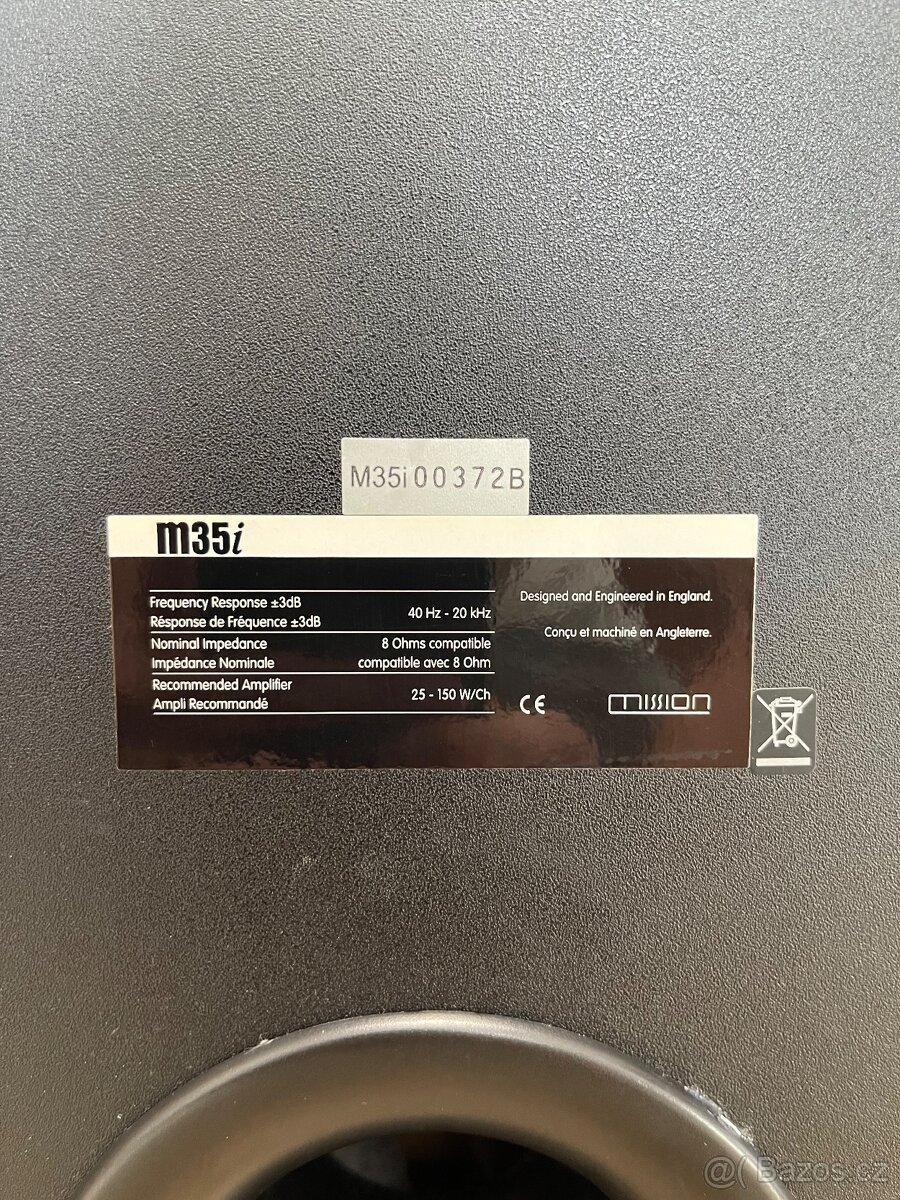 M35i00372B
m35i
Frequency Response ±3dB
Résponse de Fréquence ±3dB
40 Hz - 20 kHz
Nominal Impedance
8 Ohms compatible
Impédance Nominale
compatible avec 8 Ohm
Recommended Amplifier
Ampli Recommandé
25 - 150 W/Ch
Designed and Engineered in England.
Conçu et machiné en Angleterre.
CE
mission
@( Bazos.cz